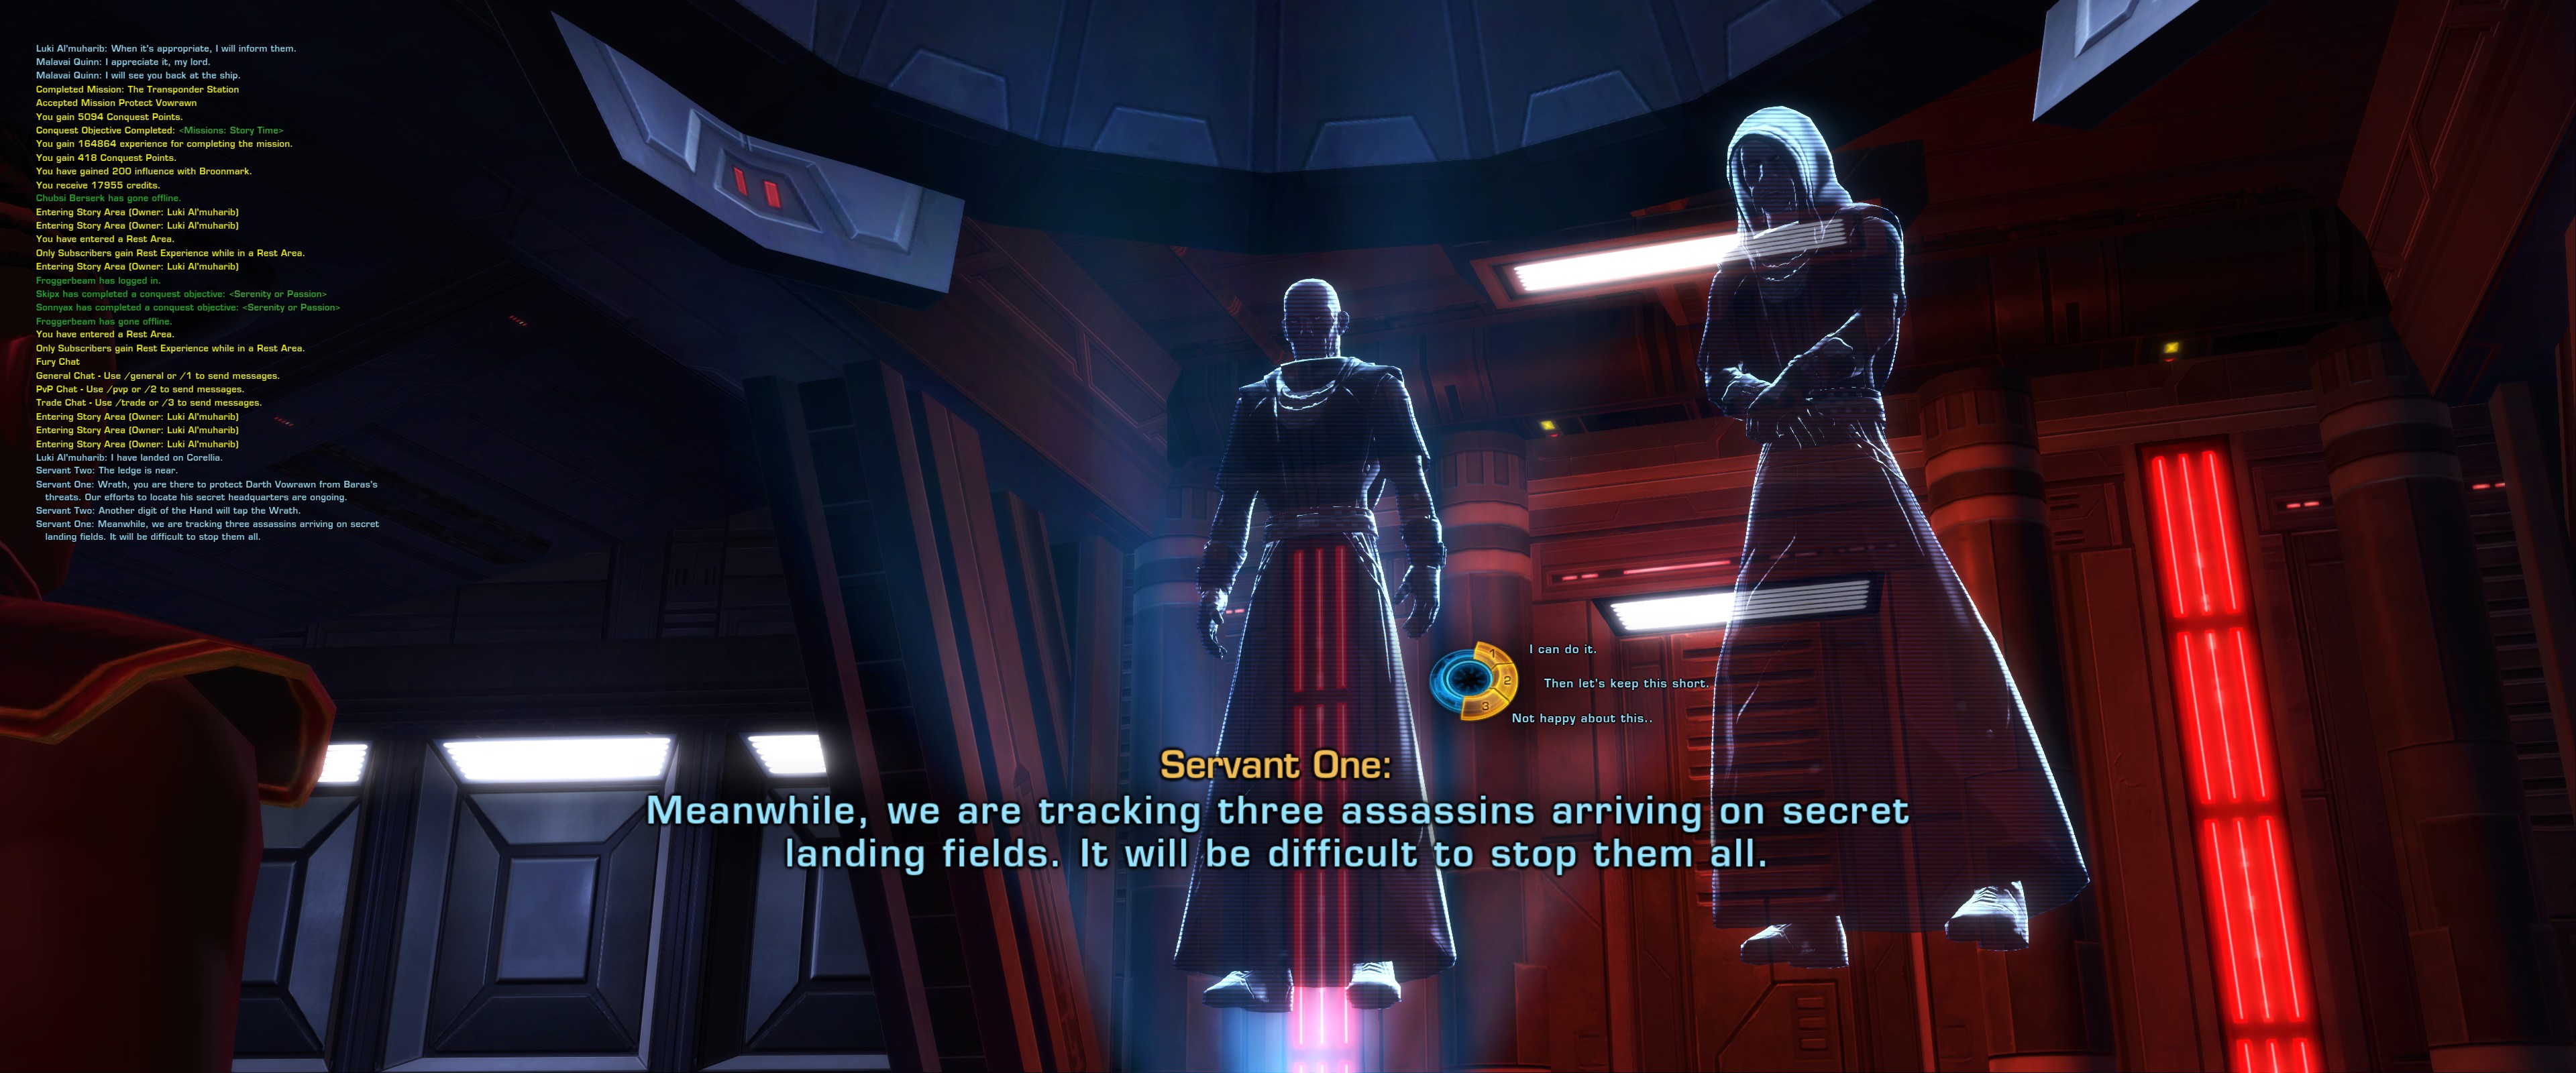 Luki Al'muharib: When it's appropriate, I will inform them.
Malavai Quinn: I appreciate it, my lord.
Malavai Quinn: I will see you back at the ship.
Completed Mission: The Transponder Station
Accepted Mission Protect Vowrawn
You gain 5094 Conquest Points.
Conquest Objective Completed: <Missions: Story Time>
You gain 164864 experience for completing the mission.
You gain 418 Conquest Points.
You have gained 200 influence with Broonmark.
You receive 17955 credits.
Chubsi Berserk has gone offline.
Entering Story Area (Owner: Luki Al'muharib)
Entering Story Area (Owner: Luki Al'muharib)
You have entered a Rest Area.
Only Subscribers gain Rest Experience while in a Rest Area.
Entering Story Area (Owner: Luki Al'muharib)
Froggerbeam has logged in.
Skipx has completed a conquest objective: <Serenity or Passion>
Sonnyax has completed a conquest objective: <Serenity or Passion>
Froggerbeam has gone offline.
You have entered a Rest Area.
Only Subscribers gain Rest Experience while in a Rest Area.
Fury Chat
General Chat - Use /general or /1 to send messages.
PvP Chat - Use /pvp or /2 to send messages.
Trade Chat - Use /trade or /3 to send messages.
Entering Story Area (Owner: Luki Al'muharib)
Entering Story Area (Owner: Luki Al'muharib)
Entering Story Area (Owner: Luki Al'muharib)
Luki Al'muharib: I have landed on Corellia.
Servant Two: The ledge is near.
Servant One: Wrath, you are there to protect Darth Vowrawn from Baras's
threats. Our efforts to locate his secret headquarters are ongoing.
Servant Two: Another digit of the Hand will tap the Wrath.
Servant One: Meanwhile, we are tracking three assassins arriving on secret
landing fields. It will be difficult to stop them all.
1 I can do it.
2 Then let's keep this short.
3 Not happy about this..
Servant One:
Meanwhile, we are tracking three assassins arriving on secret
landing fields. It will be difficult to stop them all.